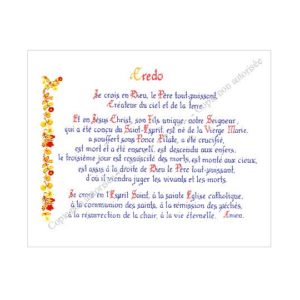 Credo
Je crois en Dieu, le Père tout-puissant,
Créateur du ciel et de la terre.
Et en Jésus Christ, son Fils unique, notre Seigneur,
qui a été conçu du Saint-Esprit, est né de la Vierge Marie,
a souffert sous Ponce Pilate, a été crucifié,
est mort et a été enseveli, est descendu aux enfers,
le troisième jour est ressuscité des morts, est monté aux cieux,
est assis à la droite de Dieu le Père tout-puissant,
d'où il viendra juger les vivants et les morts.
Je crois en l'Esprit Saint, à la sainte Église catholique,
à la communion des saints, à la rémission des péchés,
à la résurrection de la chair, à la vie éternelle. Amen.